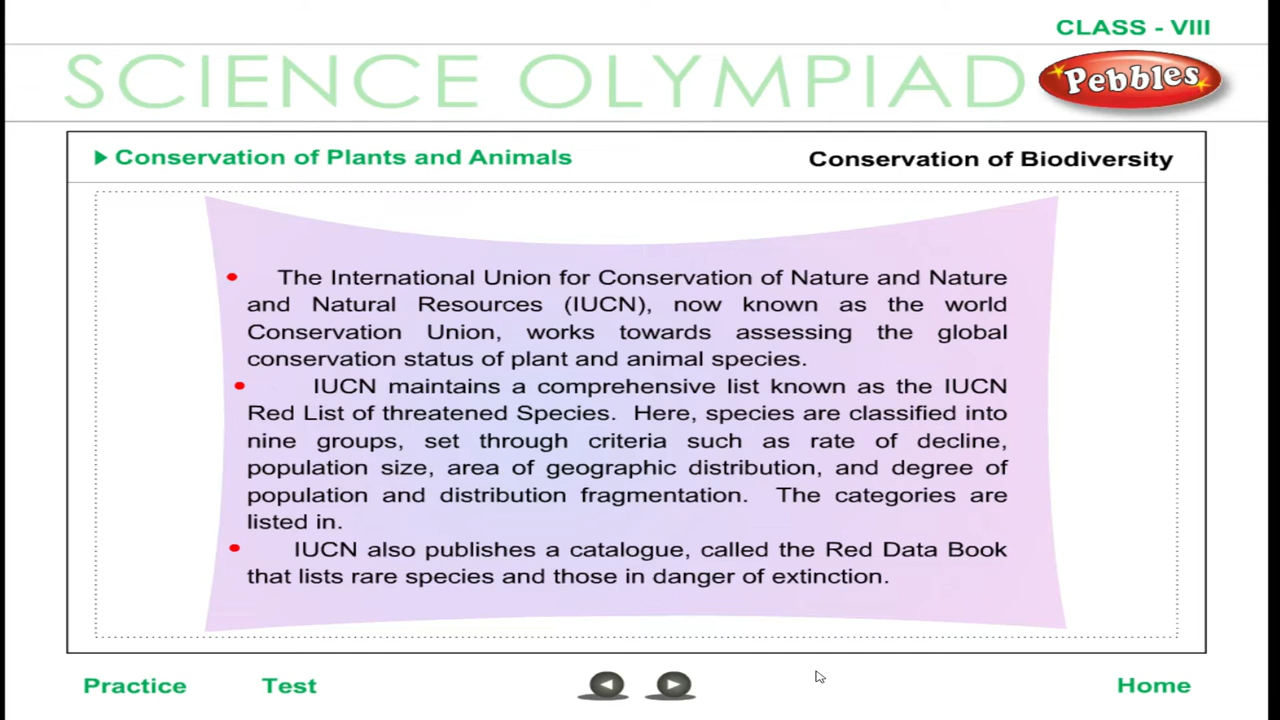 CLASS - VIII
SCIENCE OLYMPIAD
Pebbles
Conservation of Plants and Animals
Conservation of Biodiversity
The International Union for Conservation of Nature and Nature
and Natural Resources (IUCN), now known as the world
Conservation Union, works towards assessing the global
conservation status of plant and animal species.
IUCN maintains a comprehensive list known as the IUCN
Red List of threatened Species. Here, species are classified into
nine groups, set through criteria such as rate of decline,
population size, area of geographic distribution, and degree of
population and distribution fragmentation. The categories are
listed in.
IUCN also publishes a catalogue, called the Red Data Book
that lists rare species and those in danger of extinction.
Practice
Test
Home